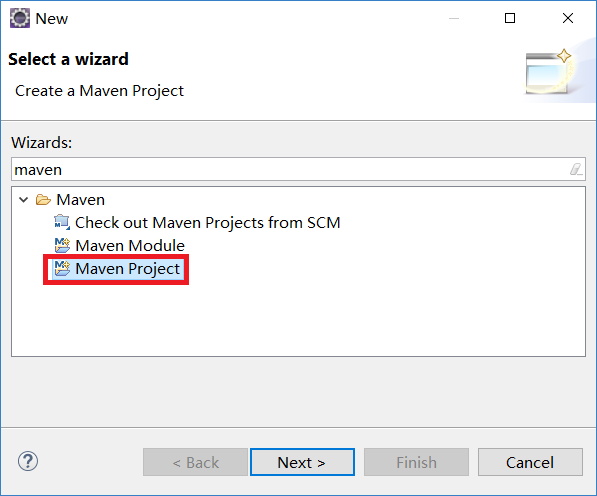 New
Select a wizard
Create a Maven Project
Wizards:
maven
Maven
Check out Maven Projects from SCM
Maven Module
Maven Project
< Back
Next >
Finish
Cancel